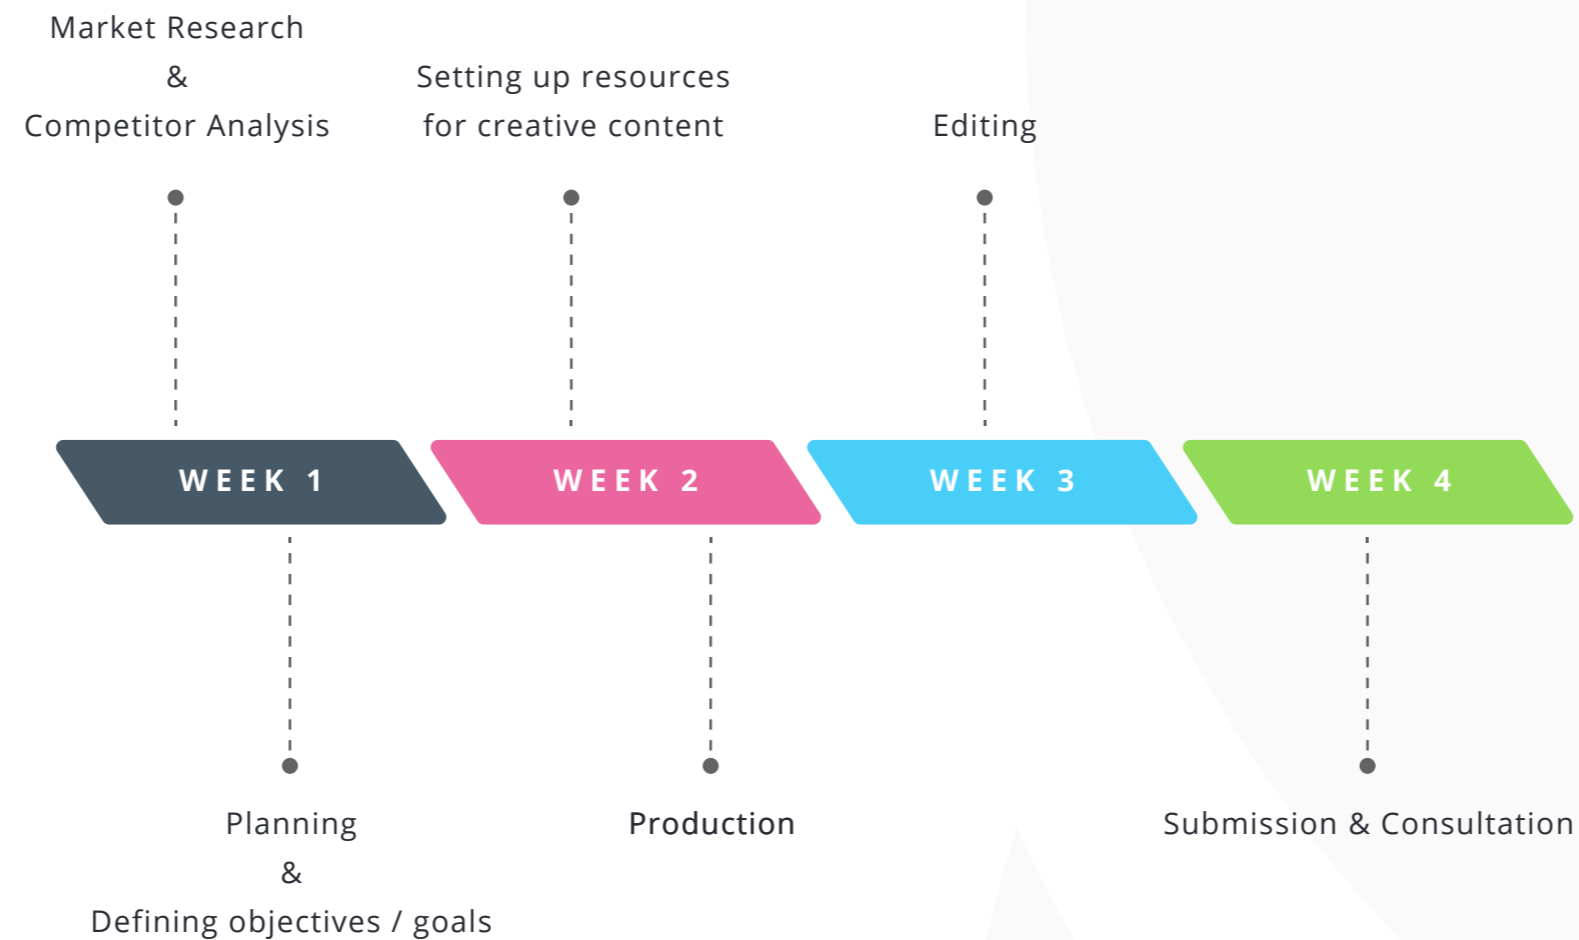 Market Research
&
Competitor Analysis
Setting up resources
for creative content
Editing
WEEK 1
WEEK 2
WEEK 3
WEEK 4
Planning
&
Defining objectives / goals
Production
Submission & Consultation